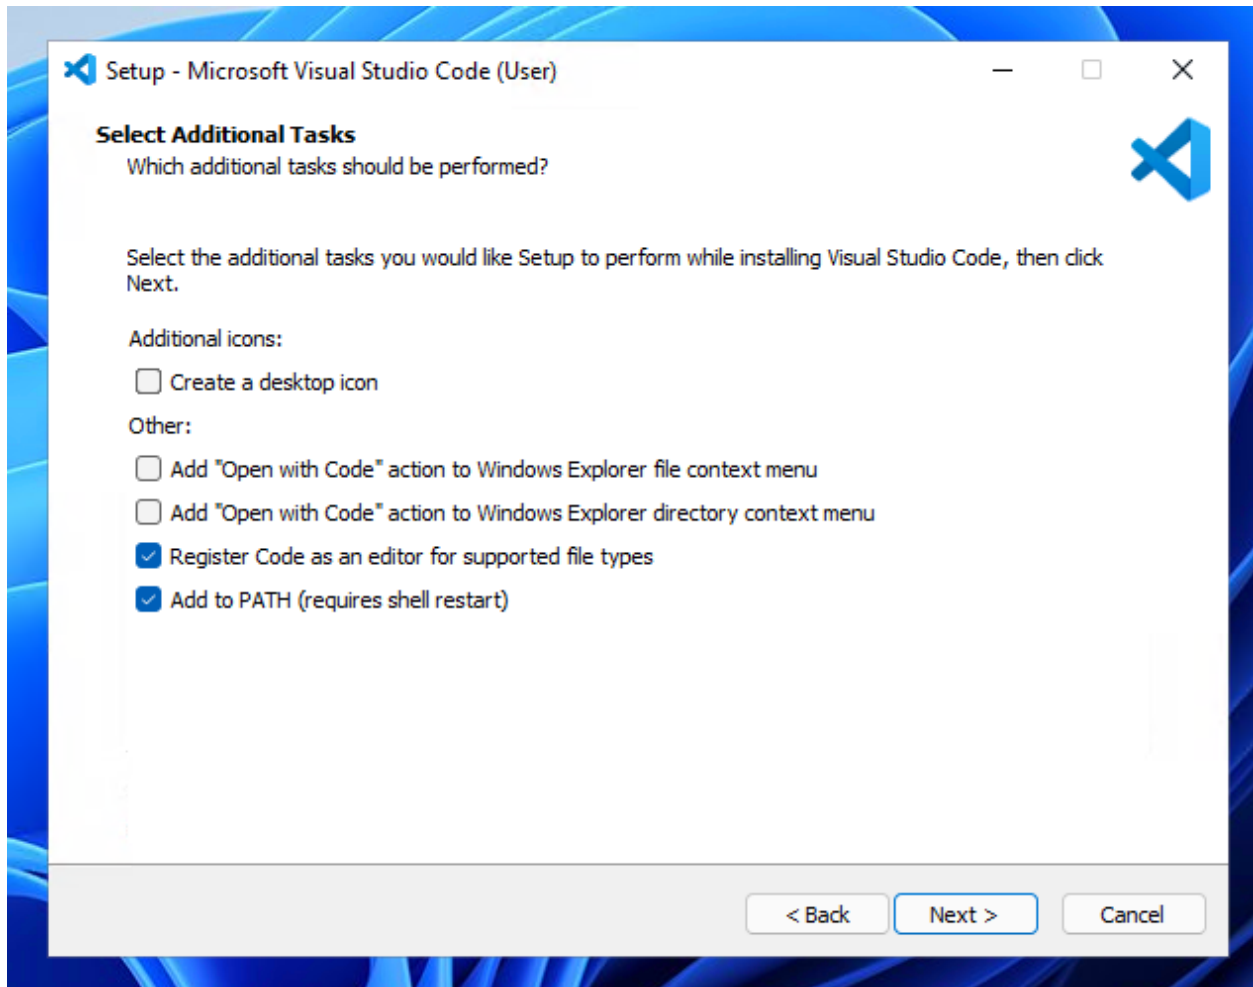 Setup - Microsoft Visual Studio Code (User)
Select Additional Tasks
Which additional tasks should be performed?
Select the additional tasks you would like Setup to perform while installing Visual Studio Code, then click
Next.
Additional icons:
Create a desktop icon
Other:
Add "Open with Code" action to Windows Explorer file context menu
Add "Open with Code" action to Windows Explorer directory context menu
Register Code as an editor for supported file types
Add to PATH (requires shell restart)
< Back Next > Cancel